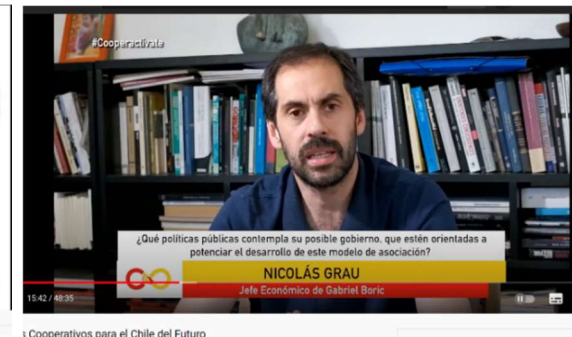 #Cooperactívate
¿Qué políticas públicas contempla su posible gobierno, que estén orientadas a
potenciar el desarrollo de este modelo de asociación?
NICOLÁS GRAU
Jefe Económico de Gabriel Boric
15:42 / 48:35
s Cooperativos para el Chile del Futuro